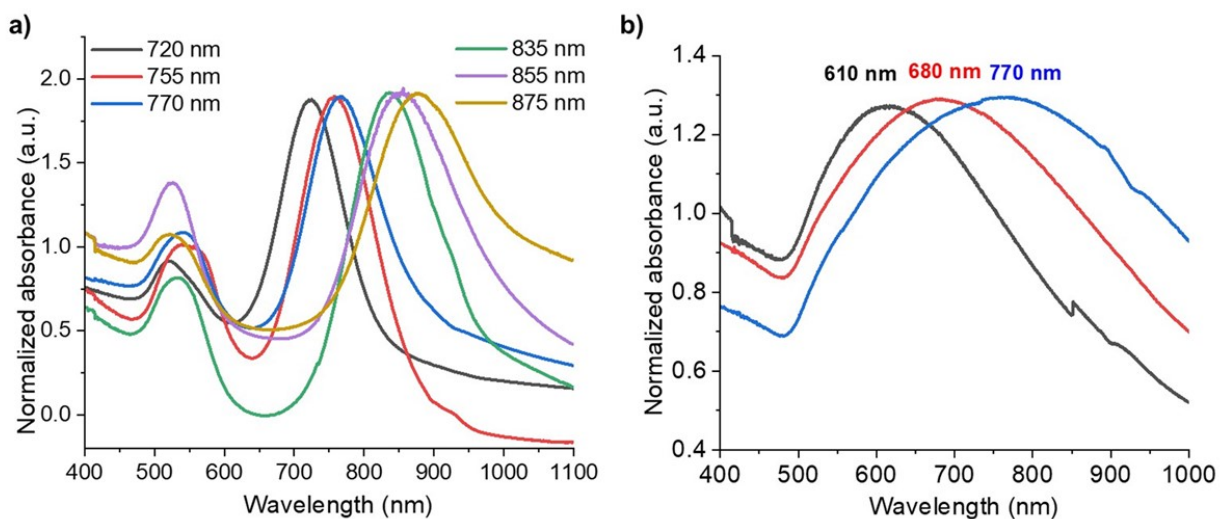 a)
720 nm
755 nm
770 nm
835 nm
855 nm
875 nm
Normalized absorbance (a.u.)
2.0
1.5
1.0
0.5
0.0
400 500 600 700 800 900 1000 1100
Wavelength (nm)
b)
610 nm 680 nm 770 nm
Normalized absorbance (a.u.)
1.4
1.2
1.0
0.8
0.6
0.4
400 500 600 700 800 900 1000
Wavelength (nm)